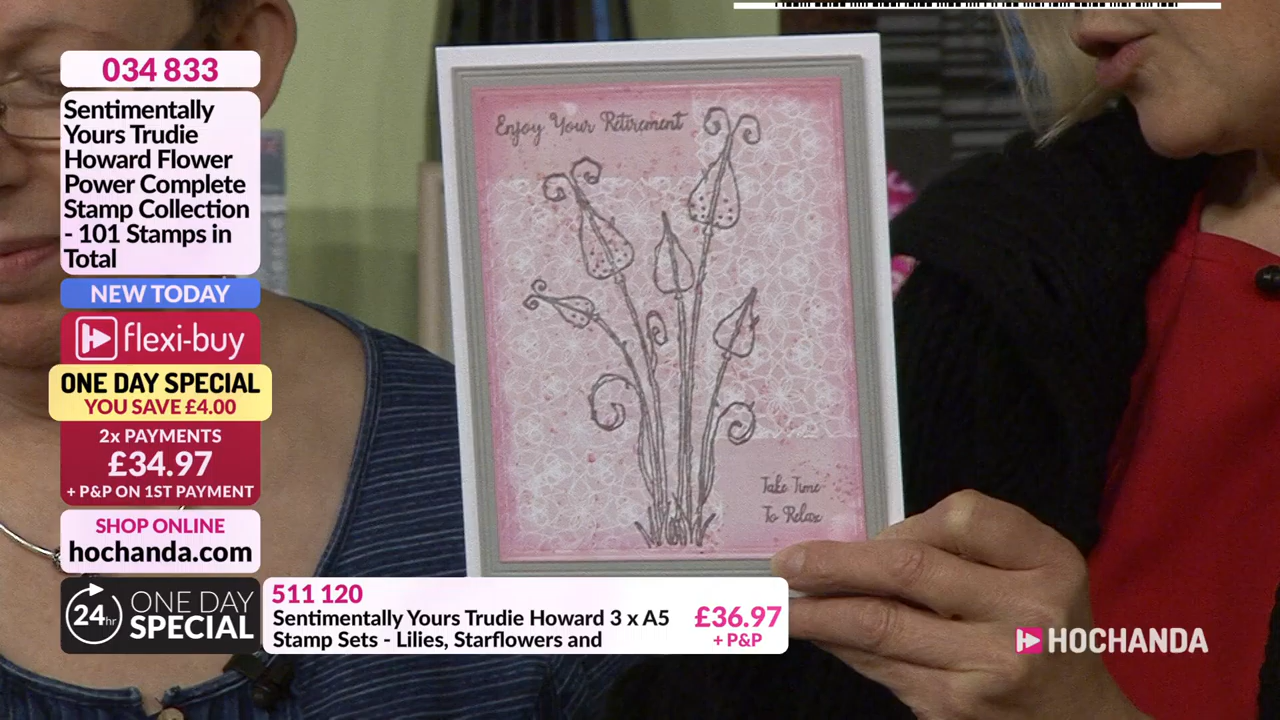 034 833
Sentimentally
Yours Trudie
Howard Flower
Power Complete
Stamp Collection
- 101 Stamps in
Total
NEW TODAY
flexi-buy
ONE DAY SPECIAL
YOU SAVE £4.00
2x PAYMENTS
£34.97
+ P&P ON 1ST PAYMENT
SHOP ONLINE
hochanda.com
24hr
ONE DAY
SPECIAL
511 120
Sentimentally Yours Trudie Howard 3 x A5
Stamp Sets - Lilies, Starflowers and
£36.97
+ P&P
Enjoy Your Retirement
Take Time
To Relax
HOCHANDA